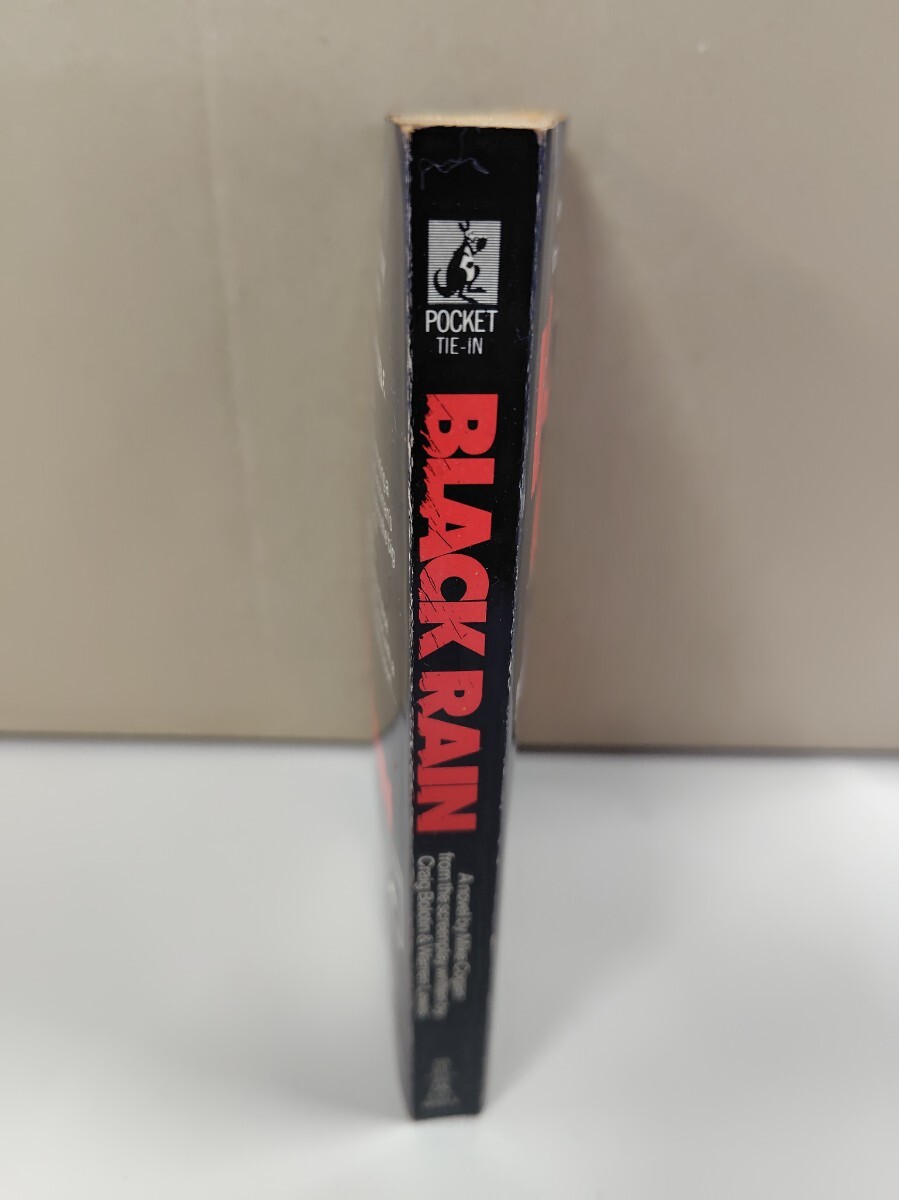 POCKET
TIE-IN
BLACK RAIN
A novel by Mike Cogan
from the screenplay written by
Craig Bolotin & Warren Lewis